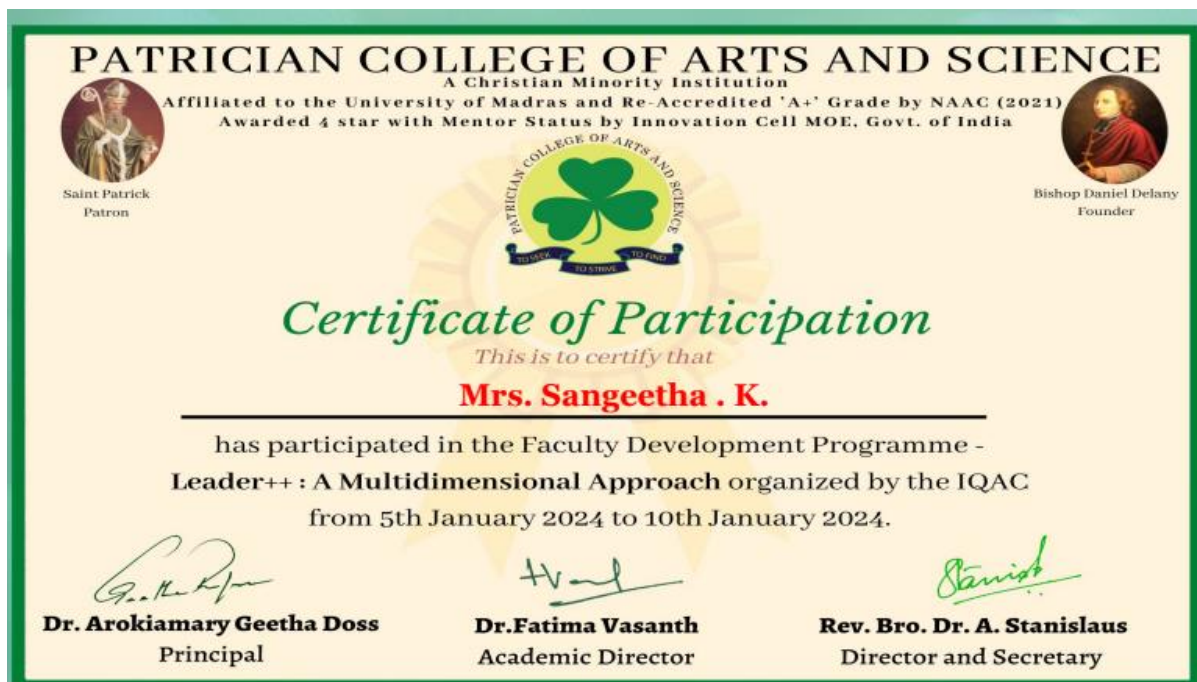 PATRICIAN COLLEGE OF ARTS AND SCIENCE
A Christian Minority Institution
Affiliated to the University of Madras and Re-Accredited 'A+' Grade by NAAC (2021)
Awarded 4 star with Mentor Status by Innovation Cell MOE, Govt. of India
Saint Patrick
Patron
PATRICIAN COLLEGE OF ARTS AND SCIENCE
TO SEEK
TO STRIVE
TO FIND
Bishop Daniel Delany
Founder
Certificate of Participation
This is to certify that
Mrs. Sangeetha . K.
has participated in the Faculty Development Programme -
Leader++ : A Multidimensional Approach organized by the IQAC
from 5th January 2024 to 10th January 2024.
Dr. Arokiamary Geetha Doss
Principal
Dr.Fatima Vasanth
Academic Director
Stanis
Rev. Bro. Dr. A. Stanislaus
Director and Secretary